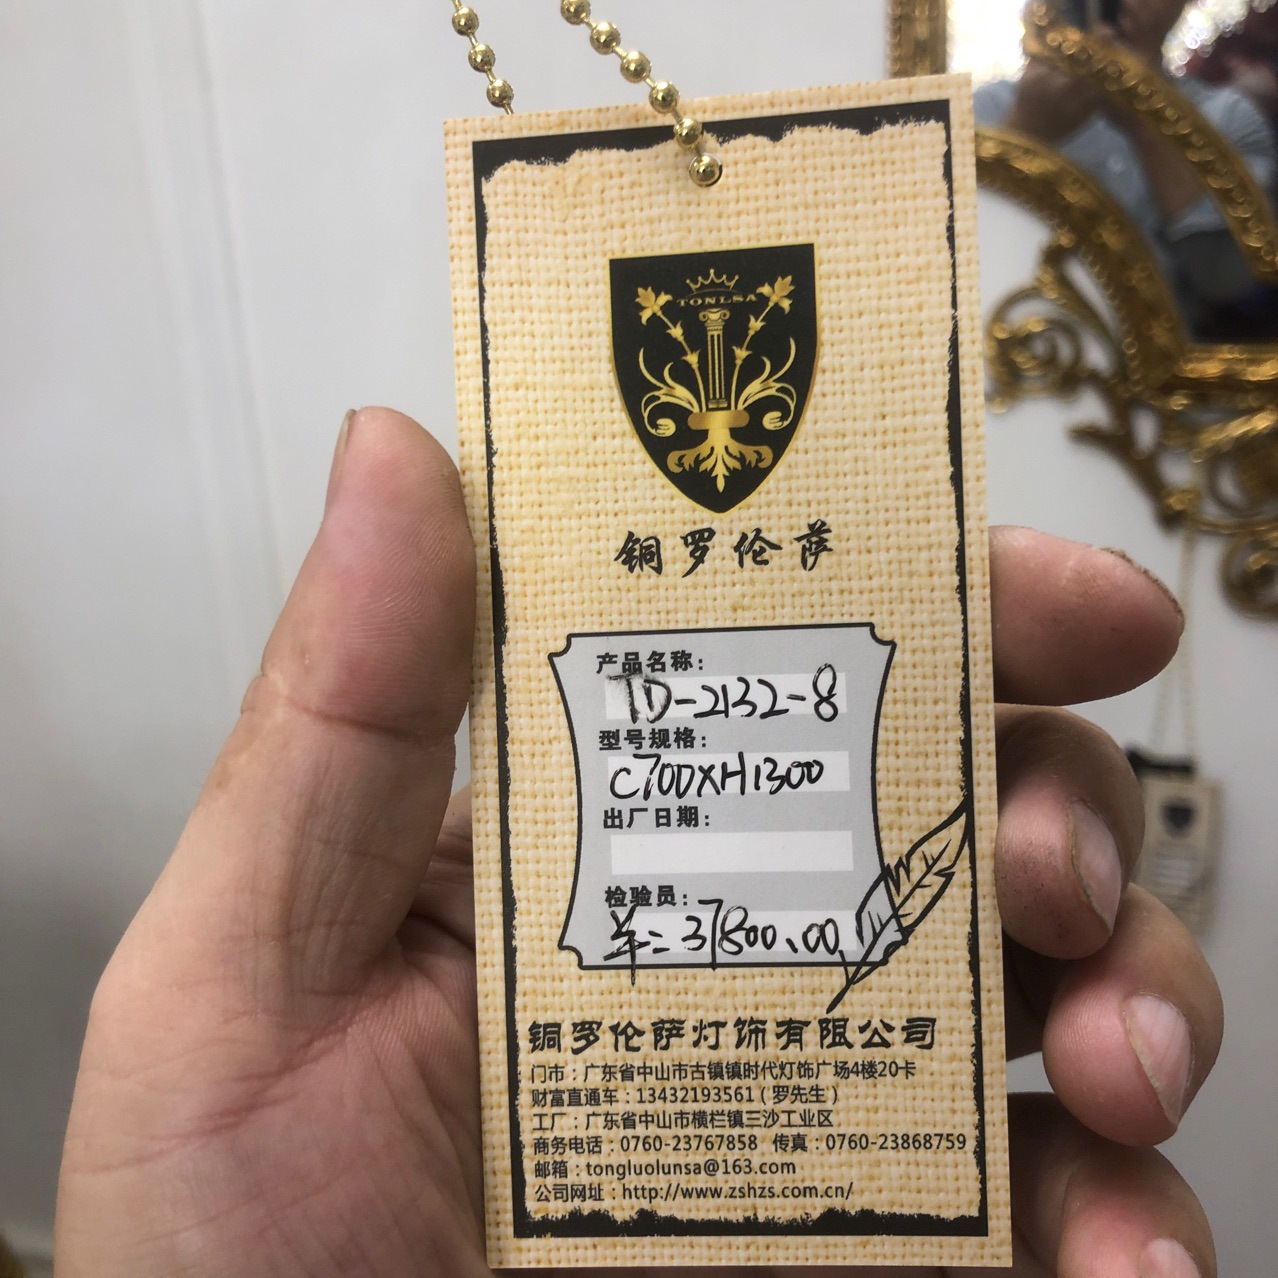 TONLSA
铜罗伦萨
产品名称:
TD-2132-8
型号规格:
C700XH1300
出厂日期:
检验员:
羊=37800.00
铜罗伦萨灯饰有限公司
门市:广东省中山市古镇镇时代灯饰广场4楼20卡
财富直通车:13432193561(罗先生)
工厂:广东省中山市横栏镇三沙工业区
商务电话:0760-23767858 传真:0760-23868759
邮箱:tongluolunsa@163.com
公司网址:http://www.zshzs.com.cn/